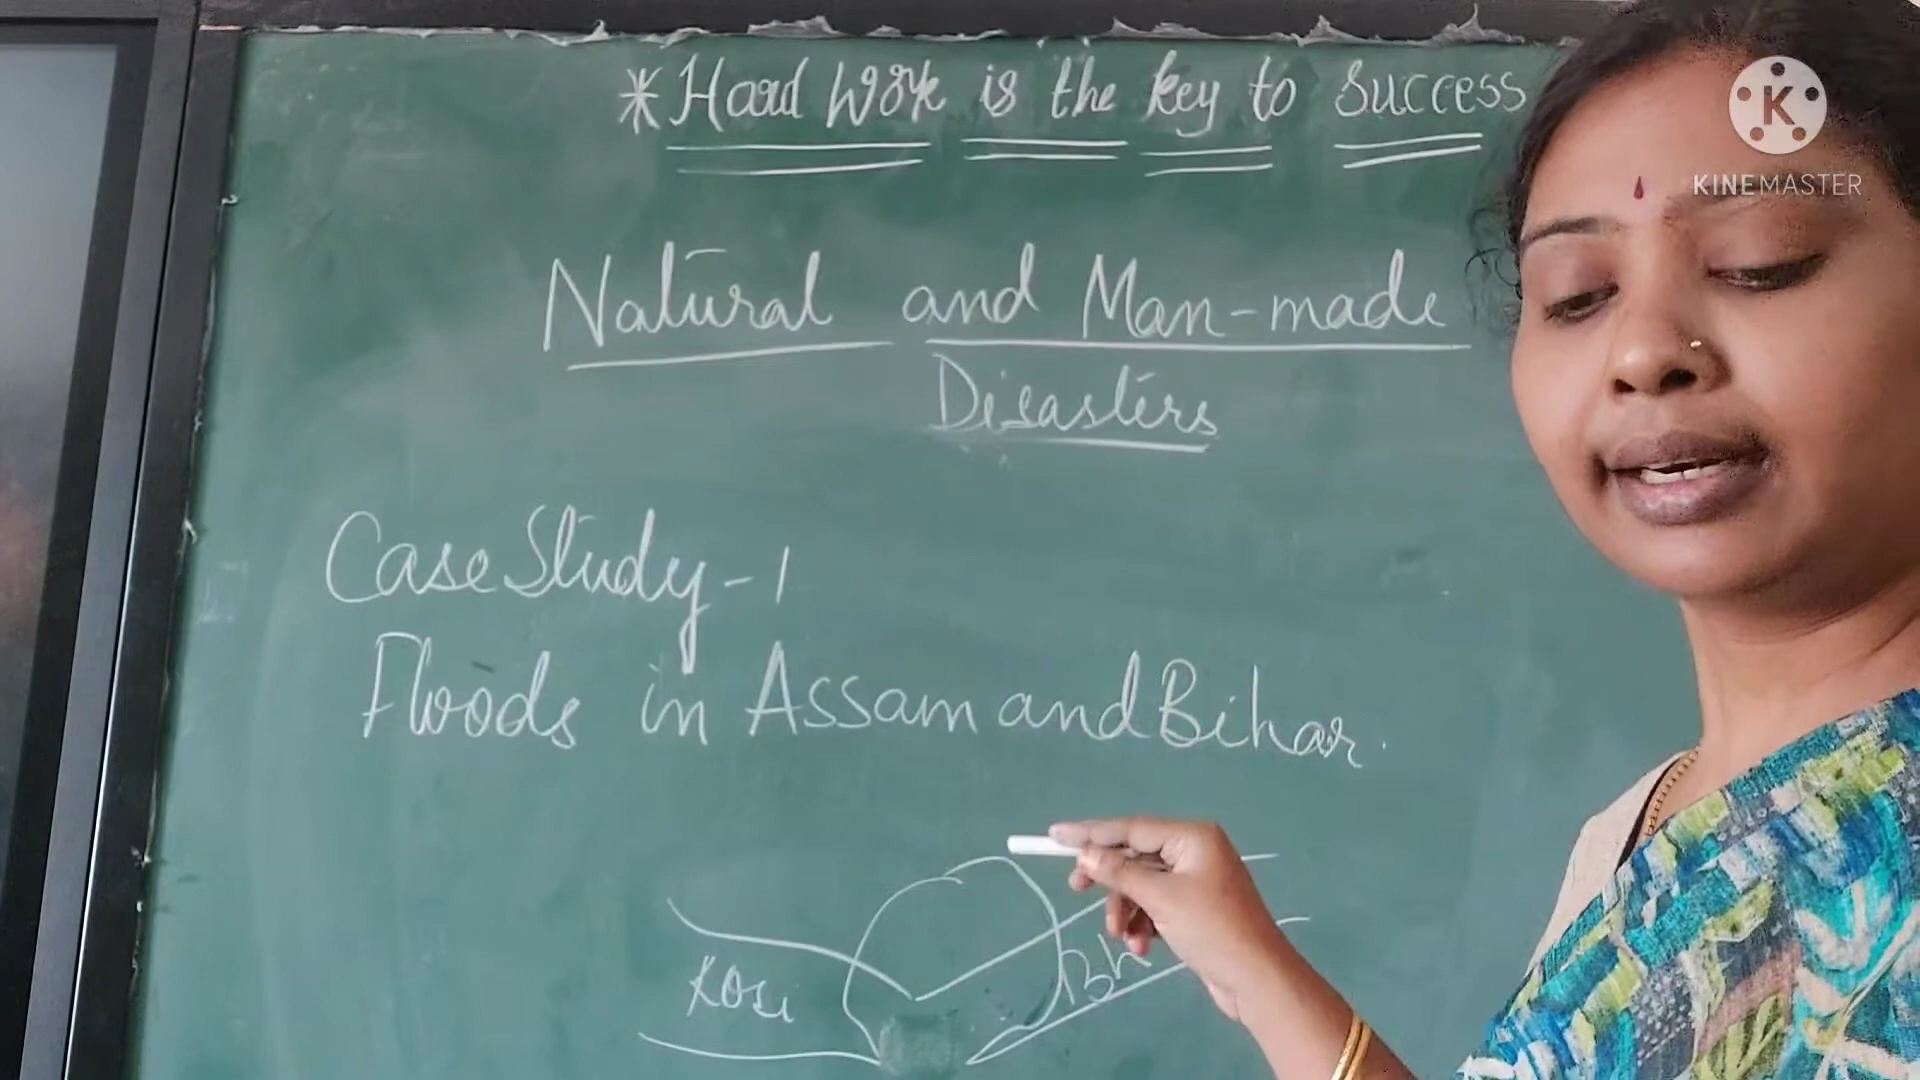 * Hard Work is the key to Success
KINEMASTER
Natural and Man-made
Disasters
Case Study - 1
Floods in Assam and Bihar.
Kosi